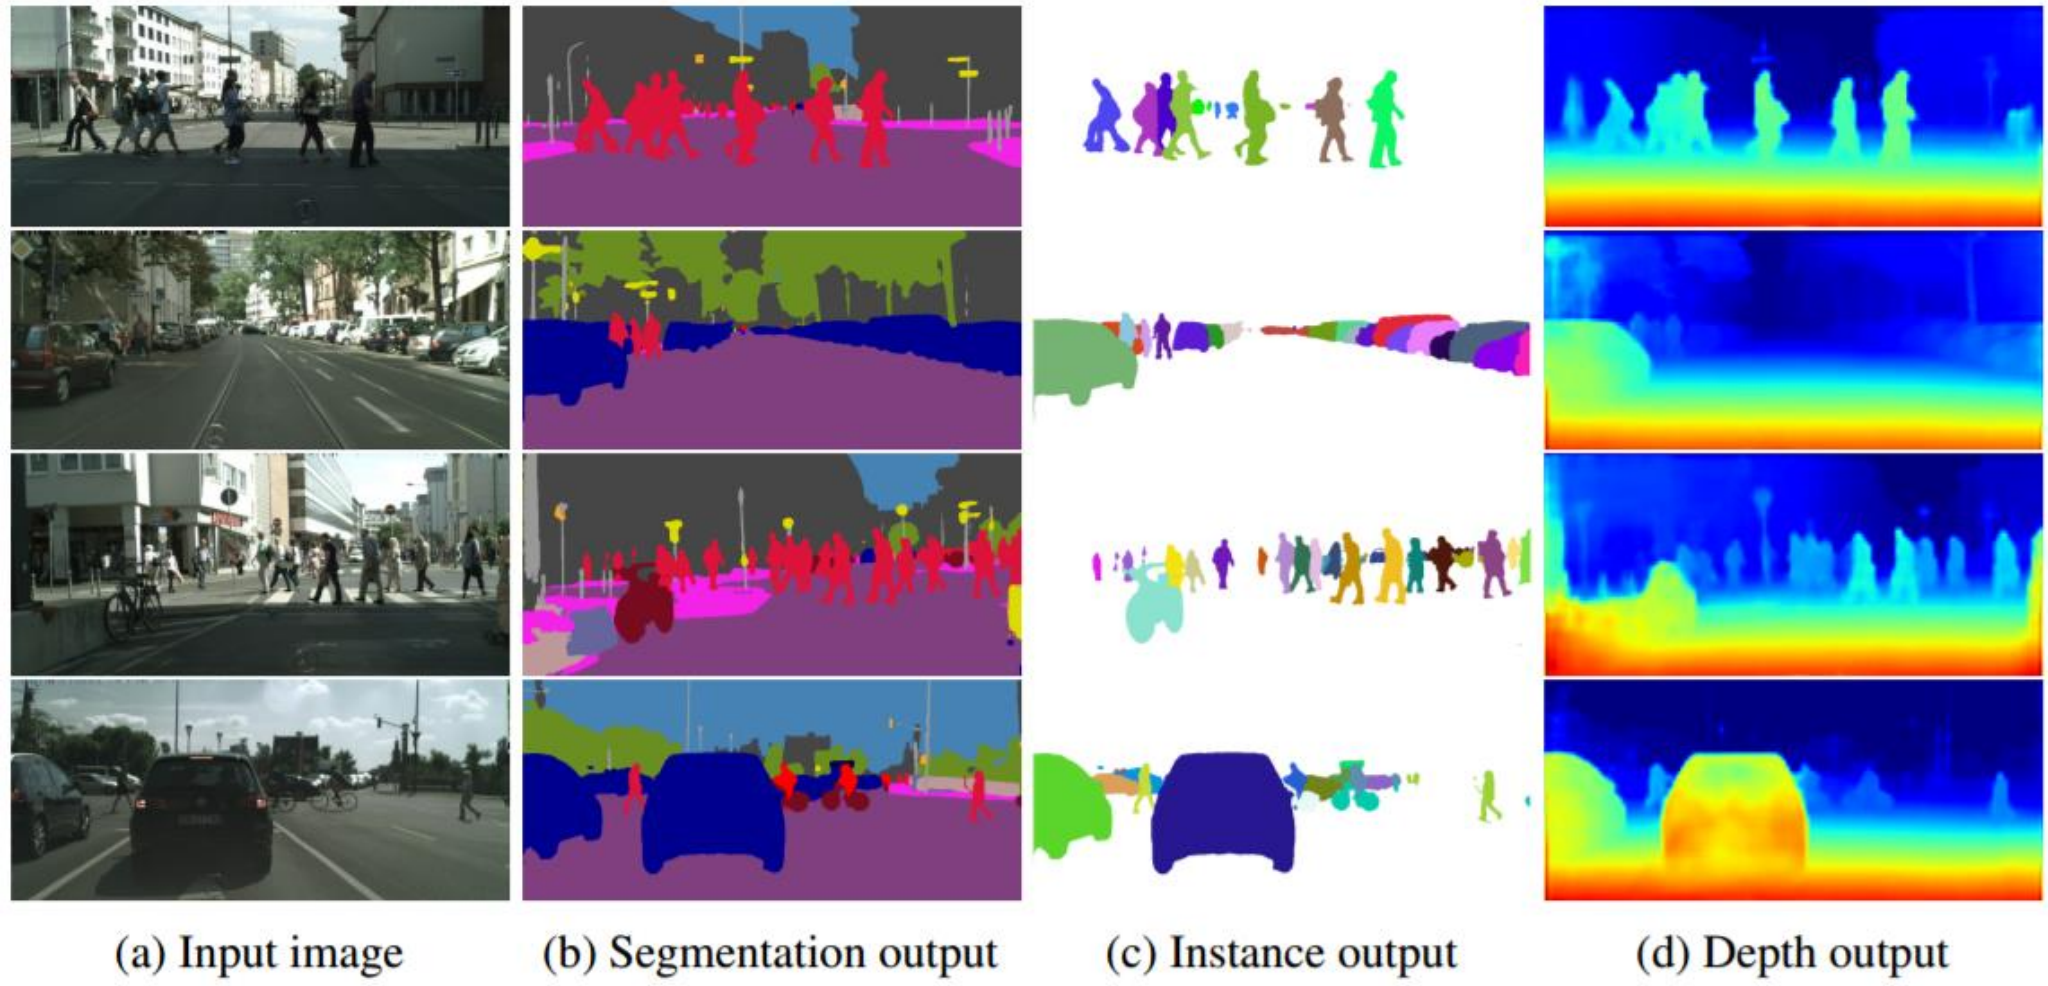 (a) Input image
(b) Segmentation output
(c) Instance output
(d) Depth output